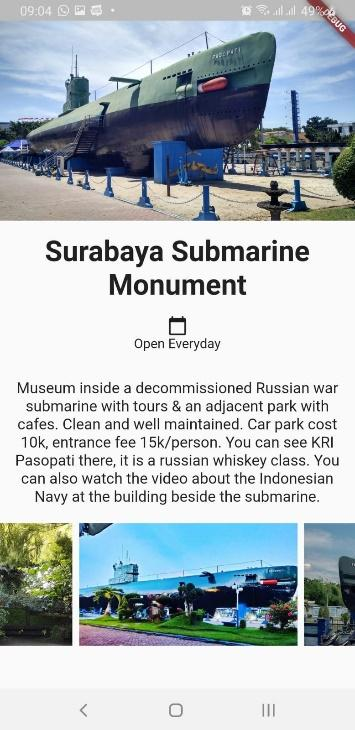 09:04
49%
DEBUG
PASOPATI
Surabaya Submarine
Monument
Open Everyday
Museum inside a decommissioned Russian war
submarine with tours & an adjacent park with
cafes. Clean and well maintained. Car park cost
10k, entrance fee 15k/person. You can see KRI
Pasopati there, it is a russian whiskey class. You
can also watch the video about the Indonesian
Navy at the building beside the submarine.